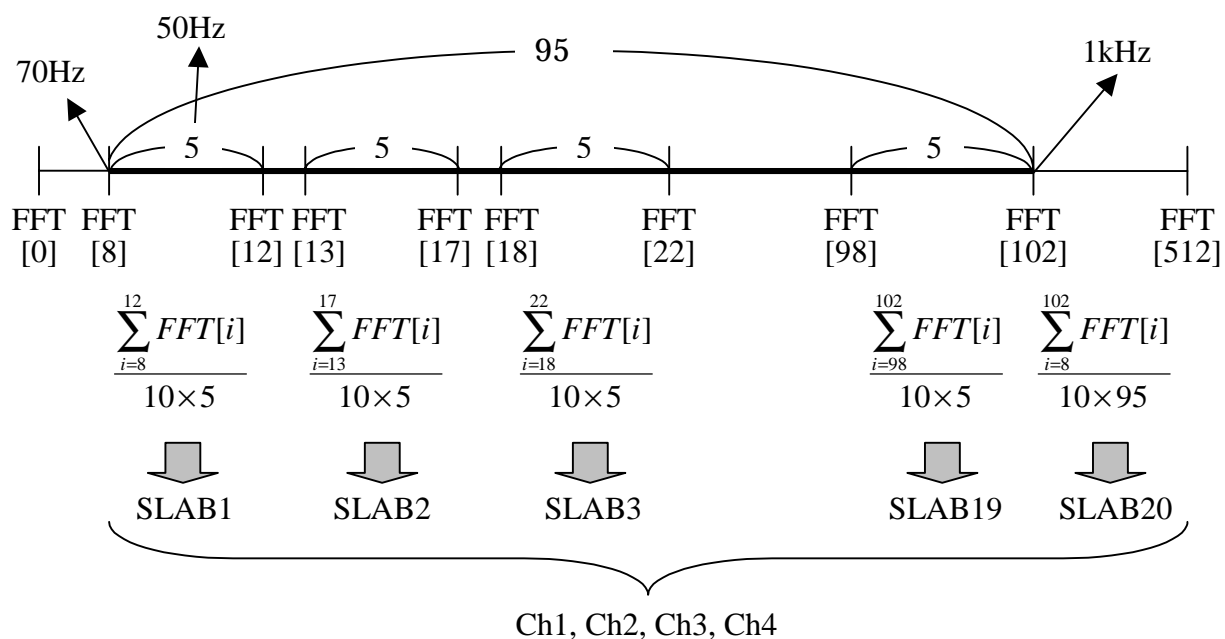 50Hz
95
1kHz
70Hz
5 5 5 5
FFT FFT FFT FFT FFT FFT FFT FFT FFT FFT
[0] [8] [12] [13] [17] [18] [22] [98] [102] [512]
12 17 22 102 102
∑ FFT[i] ∑ FFT[i] ∑ FFT[i] ∑ FFT[i] ∑ FFT[i]
i=8 i=13 i=18 i=98 i=8
10×5 10×5 10×5 10×5 10×95
SLAB1 SLAB2 SLAB3 SLAB19 SLAB20
Ch1, Ch2, Ch3, Ch4